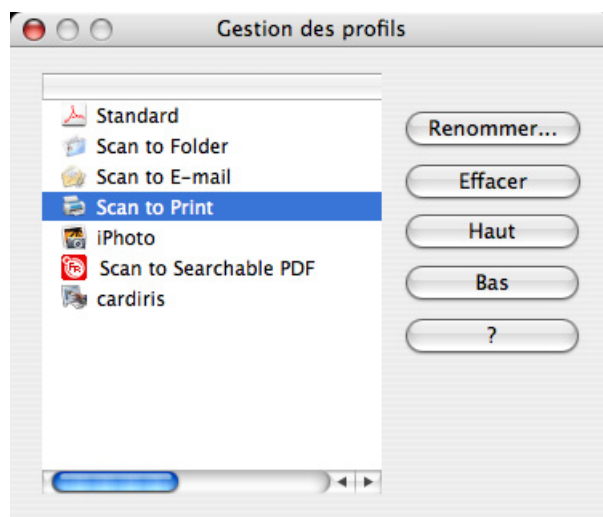 Gestion des profils
Standard
Scan to Folder
Scan to E-mail
Scan to Print
iPhoto
Scan to Searchable PDF
cardiris
Renommer...
Effacer
Haut
Bas
?